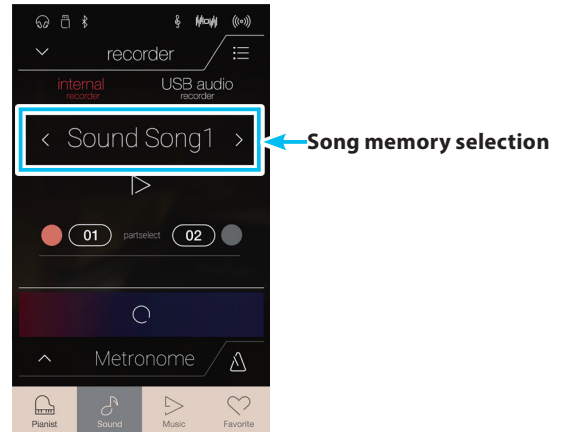 recorder
internal
recorder
USB audio
recorder
< Sound Song1 >
Song memory selection
01 partselect 02
Metronome
Pianist Sound Music Favorite